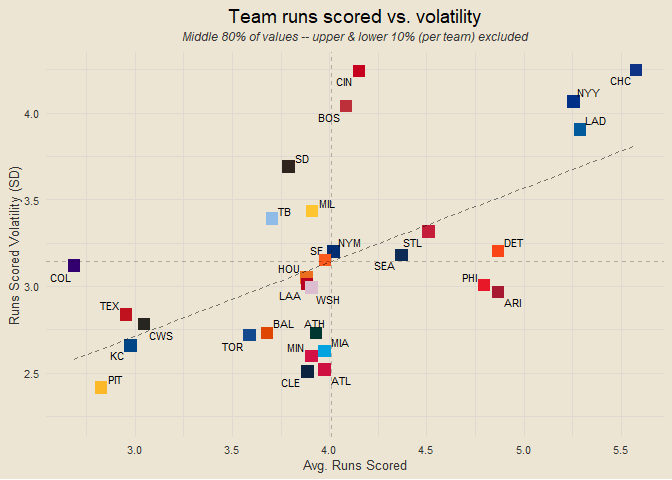 Team runs scored vs. volatility
Middle 80% of values -- upper & lower 10% (per team) excluded
CIN
CHC
BOS
NYY
LAD
4.0
SD
Runs Scored Volatility (SD)
3.5
TB
MIL
NYM
STL
DET
SF
SEA
HOU
COL
PHI
3.0
LAA
WSH
ARI
TEX
CWS
BAL
ATH
KC
TOR
MIN
MIA
2.5
PIT
CLE
ATL
3.0
3.5
4.0
4.5
5.0
5.5
Avg. Runs Scored